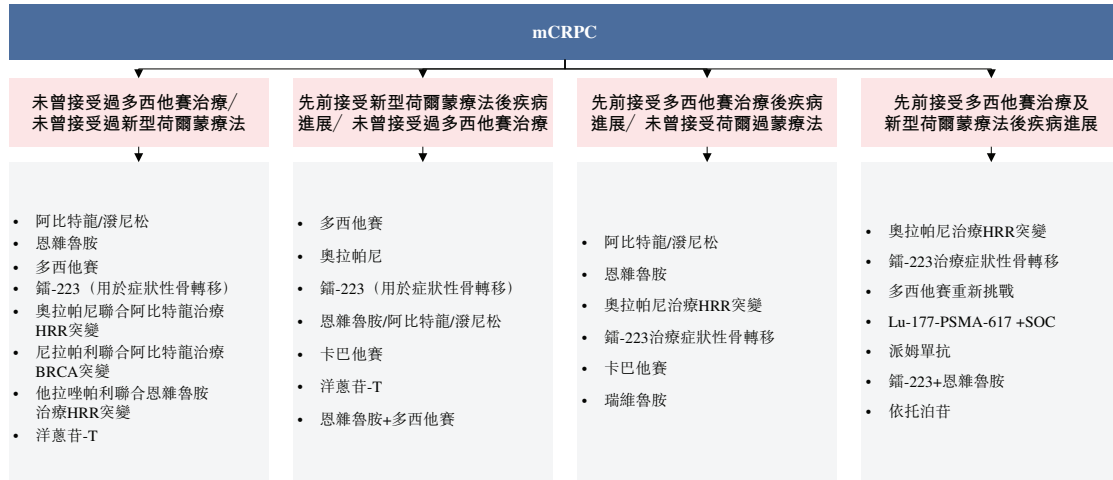 mCRPC
未曾接受過多西他賽治療/
未曾接受過新型荷爾蒙療法
先前接受新型荷爾蒙療法後疾病
進展/ 未曾接受過多西他賽治療
先前接受多西他賽治療後疾病
進展/ 未曾接受荷爾過蒙療法
先前接受多西他賽治療及
新型荷爾蒙療法後疾病進展
• 阿比特龍/潑尼松
• 恩雜魯胺
• 多西他賽
• 鐳-223（用於症狀性骨轉移）
• 奧拉帕尼聯合阿比特龍治療
HRR突變
• 尼拉帕利聯合阿比特龍治療
BRCA突變
• 他拉唑帕利聯合恩雜魯胺
治療HRR突變
• 洋蔥苷-T
• 多西他賽
• 奧拉帕尼
• 鐳-223（用於症狀性骨轉移）
• 恩雜魯胺/阿比特龍/潑尼松
• 卡巴他賽
• 洋蔥苷-T
• 恩雜魯胺+多西他賽
• 阿比特龍/潑尼松
• 恩雜魯胺
• 奧拉帕尼治療HRR突變
• 鐳-223治療症狀性骨轉移
• 卡巴他賽
• 瑞維魯胺
• 奧拉帕尼治療HRR突變
• 鐳-223治療症狀性骨轉移
• 多西他賽重新挑戰
• Lu-177-PSMA-617 +SOC
• 派姆單抗
• 鐳-223+恩雜魯胺
• 依托泊苷